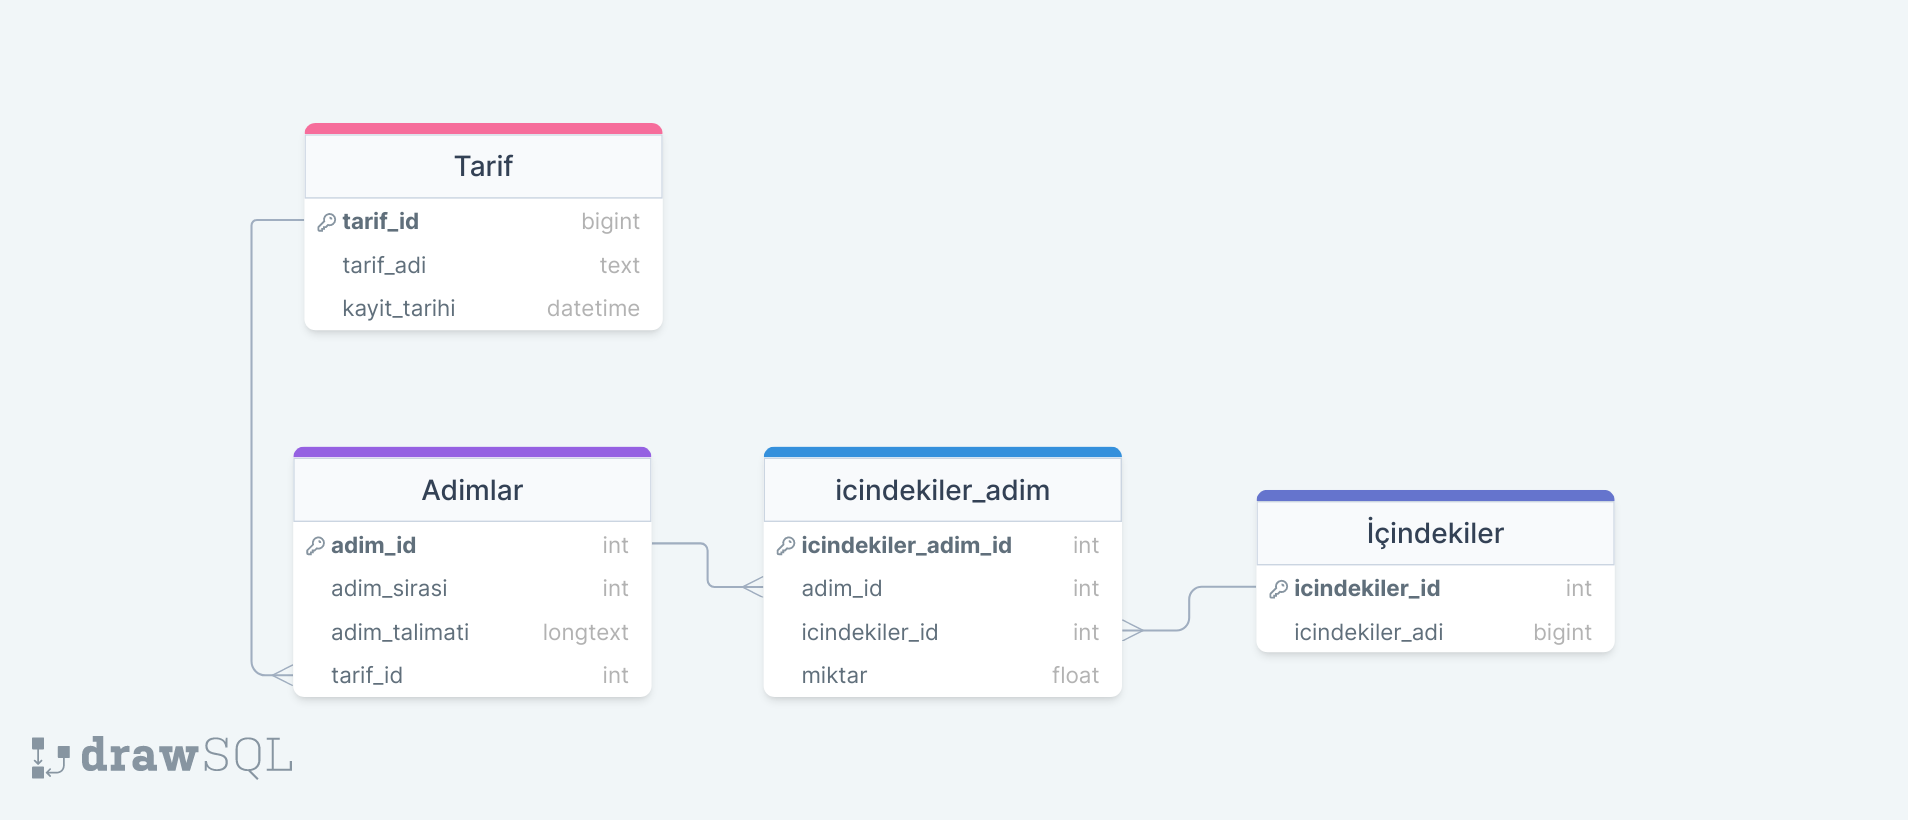 Tarif
tarif_id bigint
tarif_adi text
kayit_tarihi datetime
Adimlar
adim_id int
adim_sirasi int
adim_talimati longtext
tarif_id int
icindekiler_adim
icindekiler_adim_id int
adim_id int
icindekiler_id int
miktar float
İçindekiler
icindekiler_id int
icindekiler_adi bigint
drawSQL